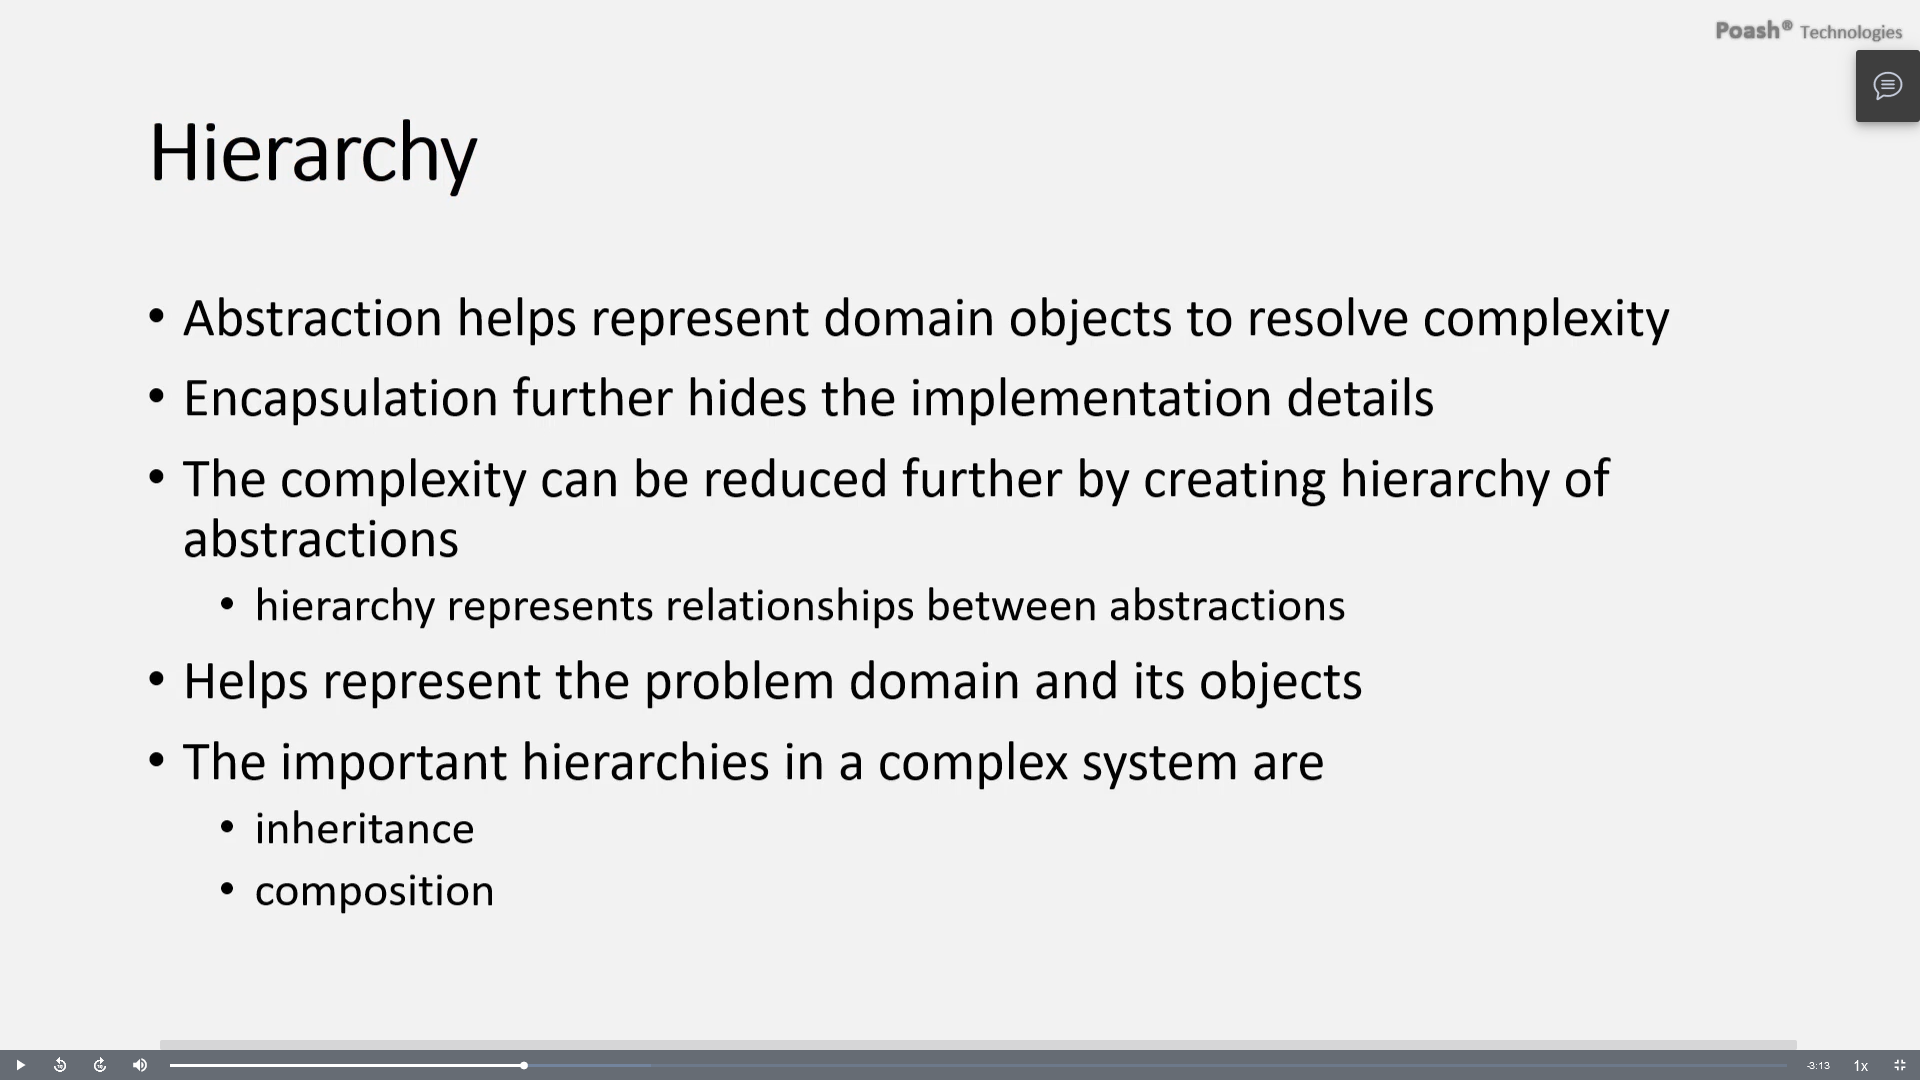 Poash® Technologies
Hierarchy
• Abstraction helps represent domain objects to resolve complexity
• Encapsulation further hides the implementation details
• The complexity can be reduced further by creating hierarchy of
abstractions
• hierarchy represents relationships between abstractions
• Helps represent the problem domain and its objects
• The important hierarchies in a complex system are
• inheritance
• composition
-3:13 1x